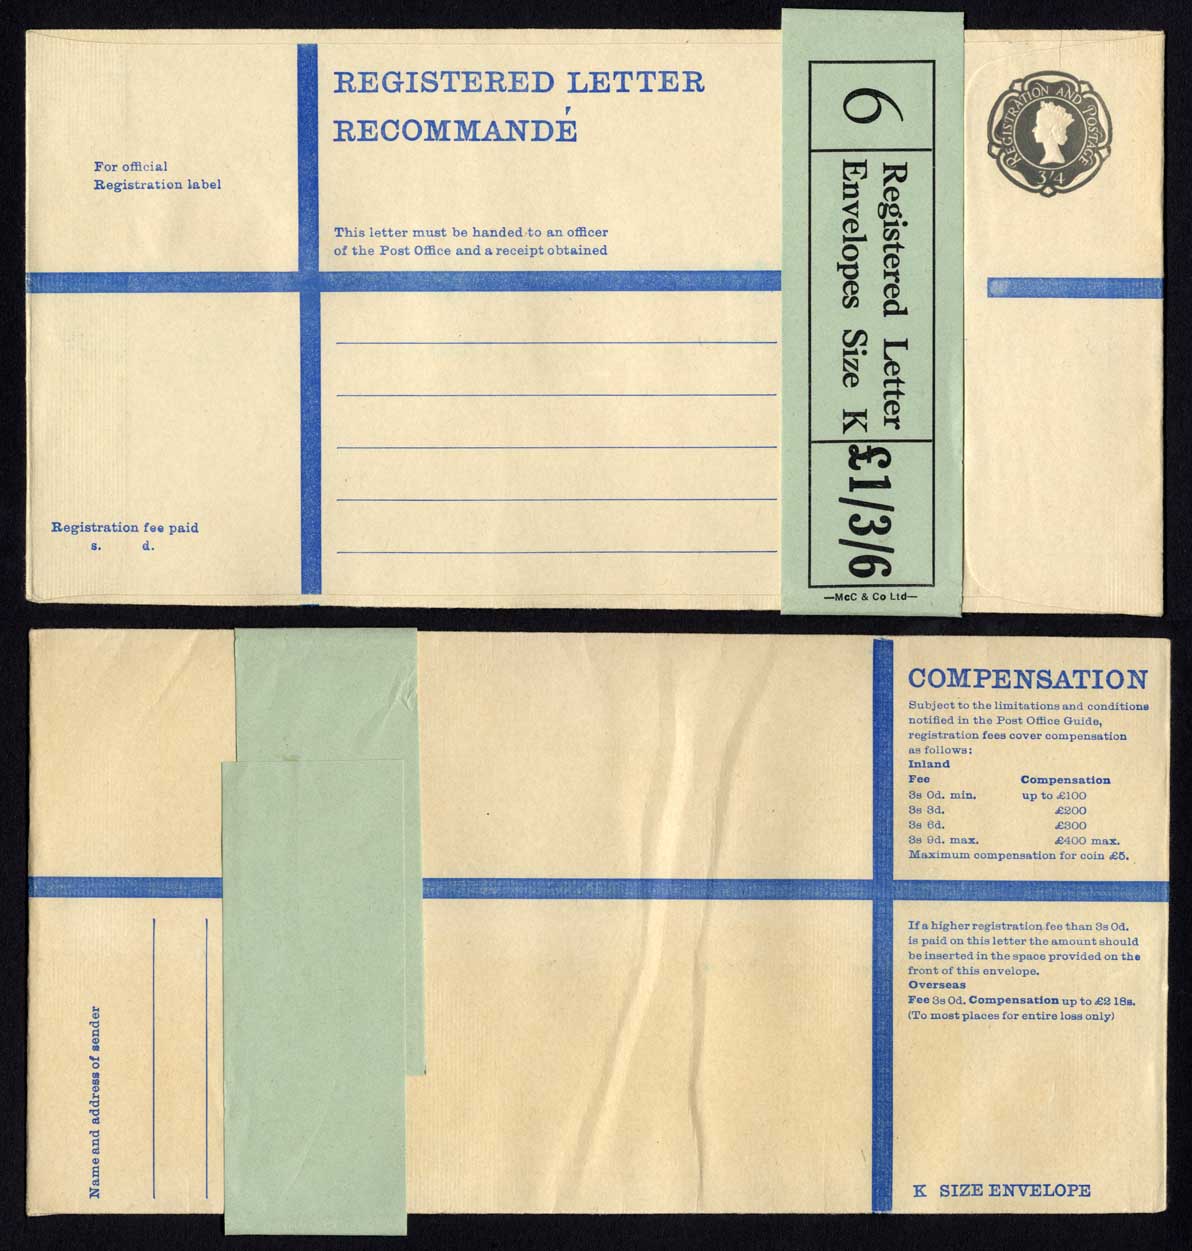 REGISTERED LETTER
RECOMMANDÉ
For official
Registration label
This letter must be handed to an officer
of the Post Office and a receipt obtained
Registration fee paid
s. d.
6
Registered Letter
Envelopes Size K
£1/3/6
—McC & Co Ltd—
REGISTRATION AND POSTAGE
3/4
COMPENSATION
Subject to the limitations and conditions
notified in the Post Office Guide,
registration fees cover compensation
as follows:
Inland
Fee Compensation
3s 0d. min. up to £100
3s 3d. £200
3s 6d. £300
3s 9d. max. £400 max.
Maximum compensation for coin £5.
If a higher registration fee than 3s 0d.
is paid on this letter the amount should
be inserted in the space provided on the
front of this envelope.
Overseas
Fee 3s 0d. Compensation up to £2 18s.
(To most places for entire loss only)
Name and address of sender
K SIZE ENVELOPE